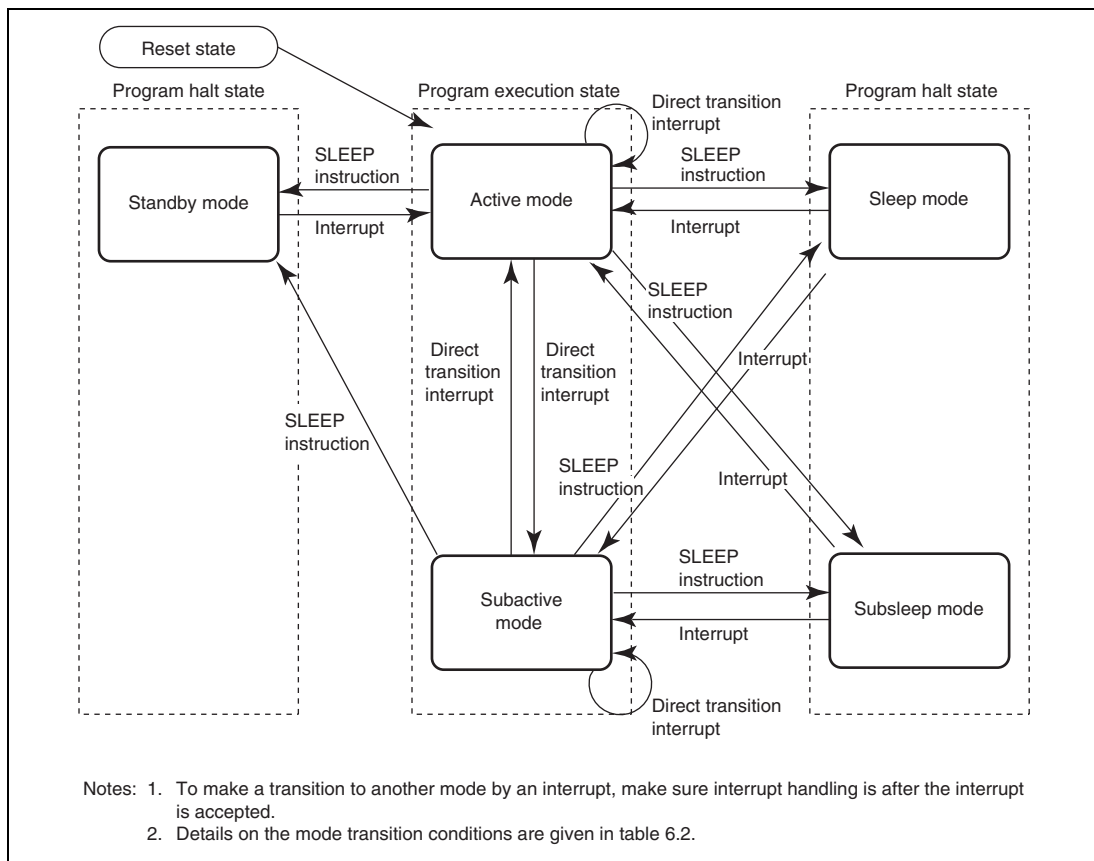 Reset state
Program halt state
Program execution state
Program halt state
Direct transition
interrupt
SLEEP
instruction
SLEEP
instruction
Standby mode
Active mode
Sleep mode
Interrupt
Interrupt
SLEEP
instruction
Direct
transition
interrupt
Direct
transition
interrupt
Interrupt
SLEEP
instruction
SLEEP
instruction
Interrupt
SLEEP
instruction
Subactive
mode
Subsleep mode
Interrupt
Direct transition
interrupt
Notes: 1. To make a transition to another mode by an interrupt, make sure interrupt handling is after the interrupt
is accepted.
2. Details on the mode transition conditions are given in table 6.2.